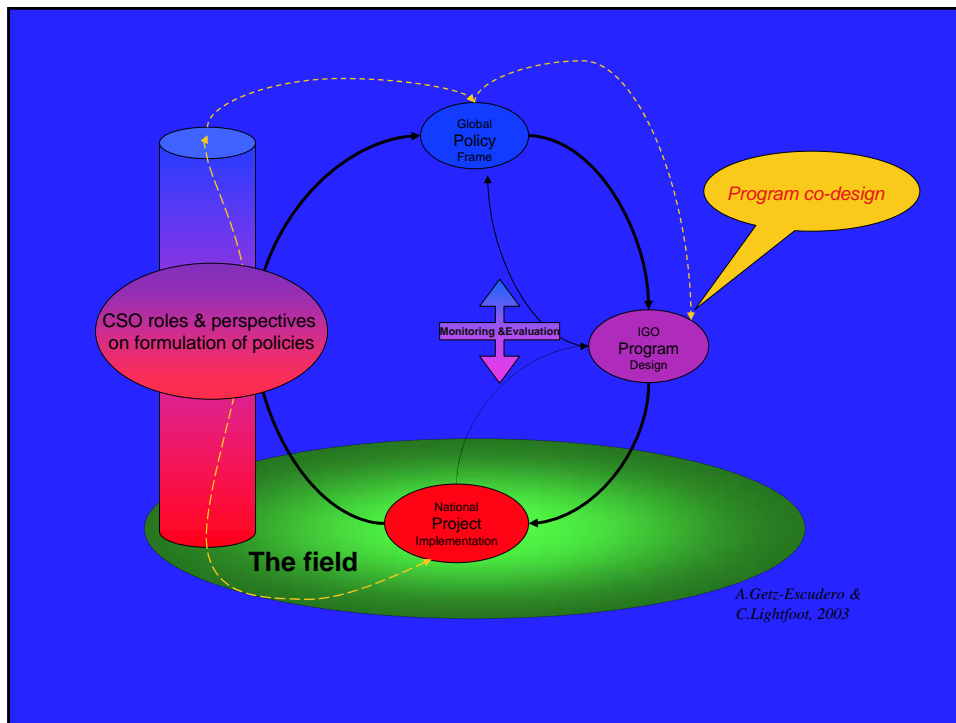 Global
Policy
Frame
Program co-design
CSO roles & perspectives
on formulation of policies
Monitoring &Evaluation
IGO
Program
Design
National
Project
Implementation
The field
A.Getz-Escudero &
C.Lightfoot, 2003